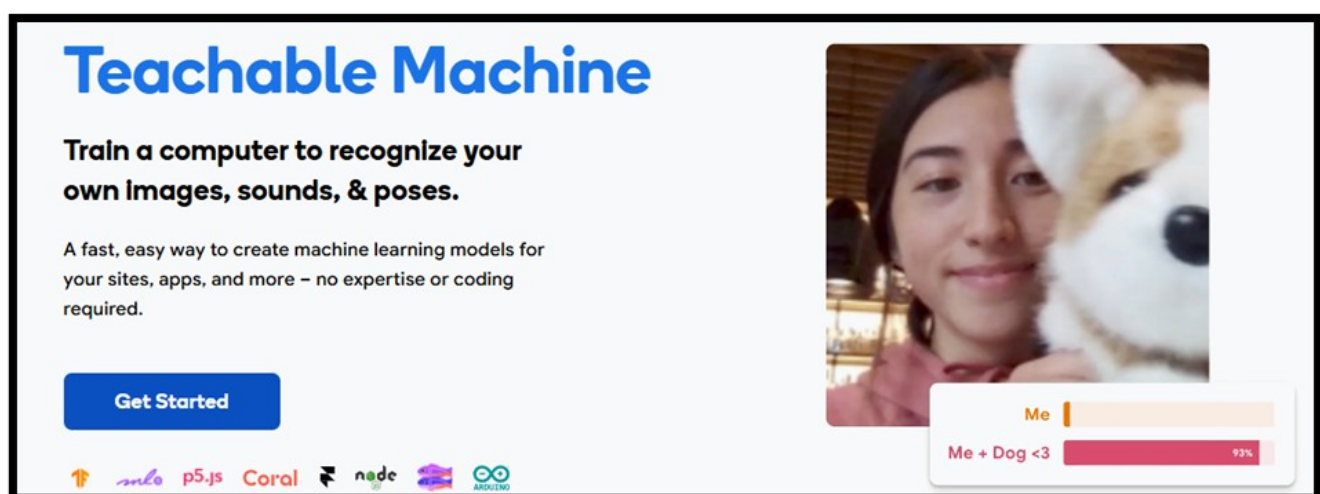 Teachable Machine
Train a computer to recognize your
own images, sounds, & poses.
A fast, easy way to create machine learning models for
your sites, apps, and more – no expertise or coding
required.
Get Started
mlo p5.js Coral node ARDUINO
Me
Me + Dog <3 93%